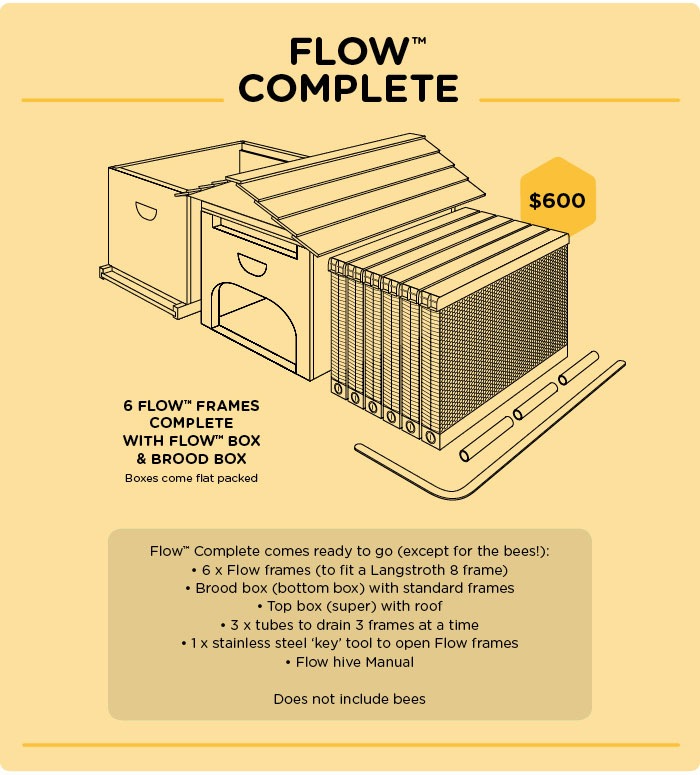 FLOW™
COMPLETE
$600
6 FLOW™ FRAMES
COMPLETE
WITH FLOW™ BOX
& BROOD BOX
Boxes come flat packed
Flow™ Complete comes ready to go (except for the bees!):
• 6 x Flow frames (to fit a Langstroth 8 frame)
• Brood box (bottom box) with standard frames
• Top box (super) with roof
• 3 x tubes to drain 3 frames at a time
• 1 x stainless steel ‘key’ tool to open Flow frames
• Flow hive Manual
Does not include bees